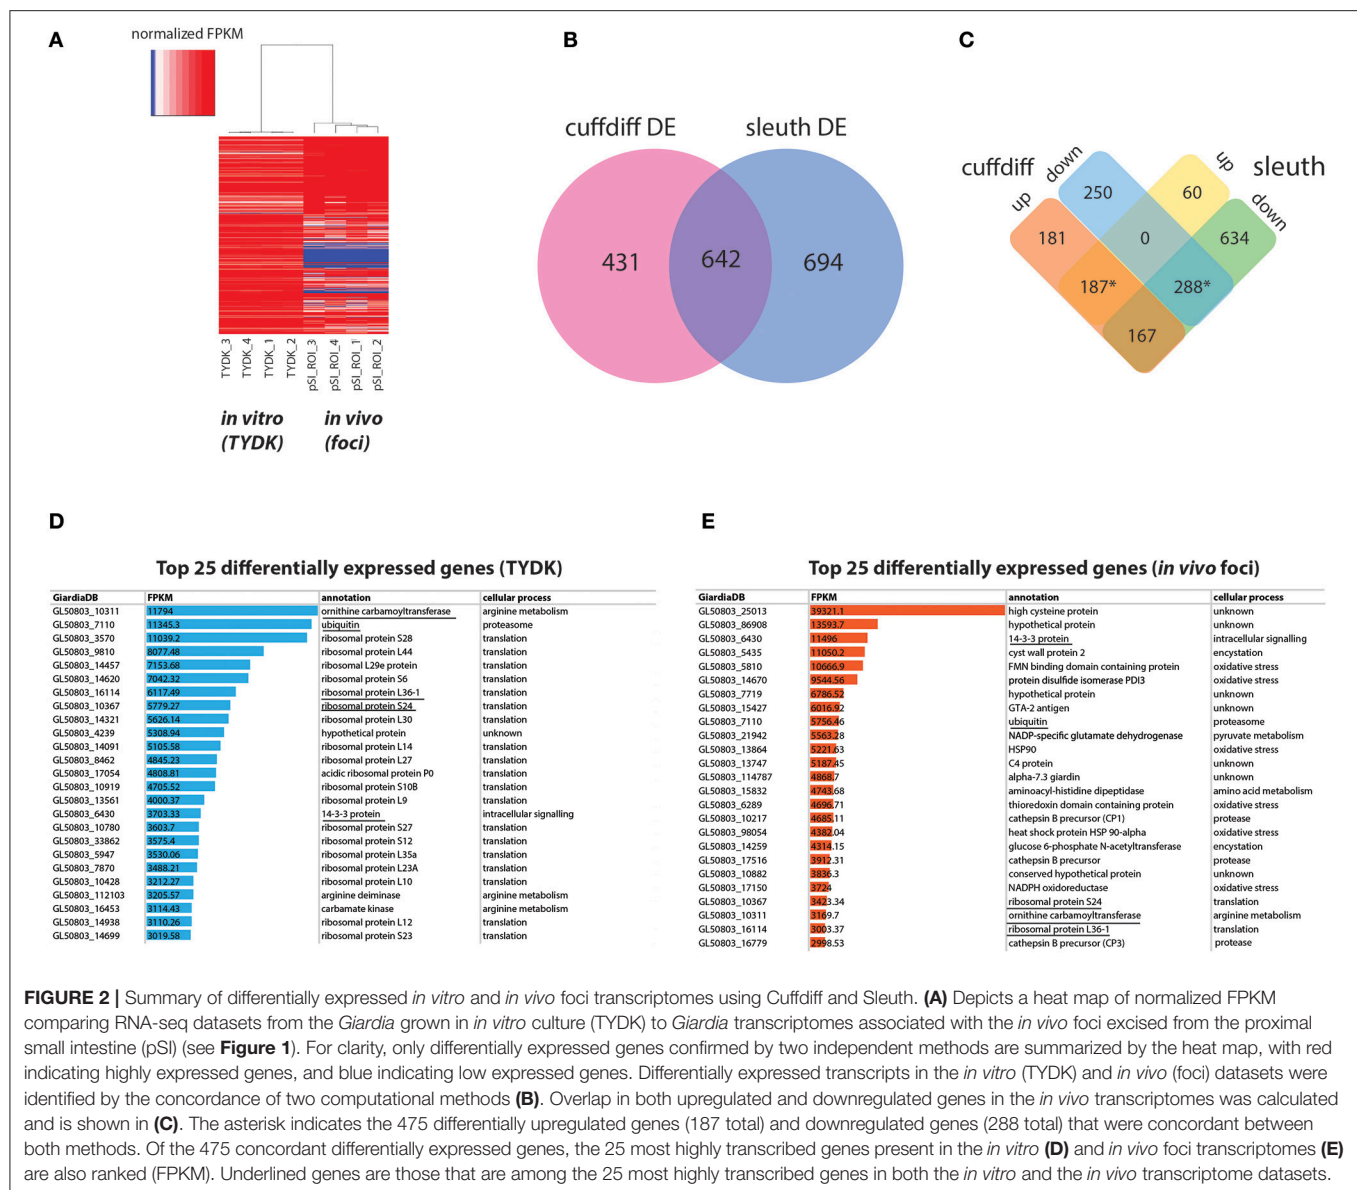 A
normalized FPKM
TYDK_3
TYDK_4
TYDK_1
TYDK_2
pSI_ROI_3
pSI_ROI_4
pSI_ROI_1
pSI_ROI_2
in vitro
(TYDK)
in vivo
(foci)
B
cuffdiff DE
sleuth DE
431
642
694
C
cuffdiff
up
down
up
down
sleuth
250
60
181
0
634
187*
288*
167
D
Top 25 differentially expressed genes (TYDK)
GiardiaDB FPKM annotation cellular process
GL50803_10311 11794 ornithine carbamoyltransferase arginine metabolism
GL50803_7110 11345.3 ubiquitin proteasome
GL50803_3570 11039.2 ribosomal protein S28 translation
GL50803_9810 8077.48 ribosomal protein L44 translation
GL50803_14457 7153.68 ribosomal L29e protein translation
GL50803_14620 7042.32 ribosomal protein S6 translation
GL50803_16114 6117.49 ribosomal protein L36-1 translation
GL50803_10367 5779.27 ribosomal protein S24 translation
GL50803_14321 5626.14 ribosomal protein L30 translation
GL50803_4239 5308.94 hypothetical protein unknown
GL50803_14091 5105.58 ribosomal protein L14 translation
GL50803_8462 4845.23 ribosomal protein L27 translation
GL50803_17054 4808.81 acidic ribosomal protein P0 translation
GL50803_10919 4705.52 ribosomal protein S10B translation
GL50803_13561 4000.37 ribosomal protein L9 translation
GL50803_6430 3703.33 14-3-3 protein intracellular signalling
GL50803_10780 3603.7 ribosomal protein S27 translation
GL50803_33862 3575.4 ribosomal protein S12 translation
GL50803_5947 3530.06 ribosomal protein L35a translation
GL50803_7870 3488.21 ribosomal protein L23A translation
GL50803_10428 3212.27 ribosomal protein L10 translation
GL50803_112103 3205.57 arginine deiminase arginine metabolism
GL50803_16453 3114.43 carbamate kinase arginine metabolism
GL50803_14938 3110.26 ribosomal protein L12 translation
GL50803_14699 3019.58 ribosomal protein S23 translation
E
Top 25 differentially expressed genes (in vivo foci)
GiardiaDB FPKM annotation cellular process
GL50803_25013 39321.1 high cysteine protein unknown
GL50803_86908 13593.7 hypothetical protein unknown
GL50803_6430 11496 14-3-3 protein intracellular signalling
GL50803_5435 11050.2 cyst wall protein 2 encystation
GL50803_5810 10666.9 FMN binding domain containing protein oxidative stress
GL50803_14670 9544.56 protein disulfide isomerase PDI3 oxidative stress
GL50803_7719 6786.52 hypothetical protein unknown
GL50803_15427 6016.92 GTA-2 antigen unknown
GL50803_7110 5756.46 ubiquitin proteasome
GL50803_21942 5563.28 NADP-specific glutamate dehydrogenase pyruvate metabolism
GL50803_13864 5221.63 HSP90 oxidative stress
GL50803_13747 5187.45 C4 protein unknown
GL50803_114787 4868.7 alpha-7.3 giardin unknown
GL50803_15832 4743.68 aminoacyl-histidine dipeptidase amino acid metabolism
GL50803_6289 4696.71 thioredoxin domain containing protein oxidative stress
GL50803_10217 4685.11 cathepsin B precursor (CP1) protease
GL50803_98054 4382.04 heat shock protein HSP 90-alpha oxidative stress
GL50803_14259 4314.15 glucose 6-phosphate N-acetyltransferase encystation
GL50803_17516 3912.31 cathepsin B precursor protease
GL50803_10882 3836.3 conserved hypothetical protein unknown
GL50803_17150 3724 NADPH oxidoreductase oxidative stress
GL50803_10367 3423.34 ribosomal protein S24 translation
GL50803_10311 3169.7 ornithine carbamoyltransferase arginine metabolism
GL50803_16114 3003.37 ribosomal protein L36-1 translation
GL50803_16779 2998.53 cathepsin B precursor (CP3) protease
FIGURE 2 | Summary of differentially expressed in vitro and in vivo foci transcriptomes using Cuffdiff and Sleuth. (A) Depicts a heat map of normalized FPKM
comparing RNA-seq datasets from the Giardia grown in in vitro culture (TYDK) to Giardia transcriptomes associated with the in vivo foci excised from the proximal
small intestine (pSI) (see Figure 1). For clarity, only differentially expressed genes confirmed by two independent methods are summarized by the heat map, with red
indicating highly expressed genes, and blue indicating low expressed genes. Differentially expressed transcripts in the in vitro (TYDK) and in vivo (foci) datasets were
identified by the concordance of two computational methods (B). Overlap in both upregulated and downregulated genes in the in vivo transcriptomes was calculated
and is shown in (C). The asterisk indicates the 475 differentially upregulated genes (187 total) and downregulated genes (288 total) that were concordant between
both methods. Of the 475 concordant differentially expressed genes, the 25 most highly transcribed genes present in the in vitro (D) and in vivo foci transcriptomes (E)
are also ranked (FPKM). Underlined genes are those that are among the 25 most highly transcribed genes in both the in vitro and the in vivo transcriptome datasets.